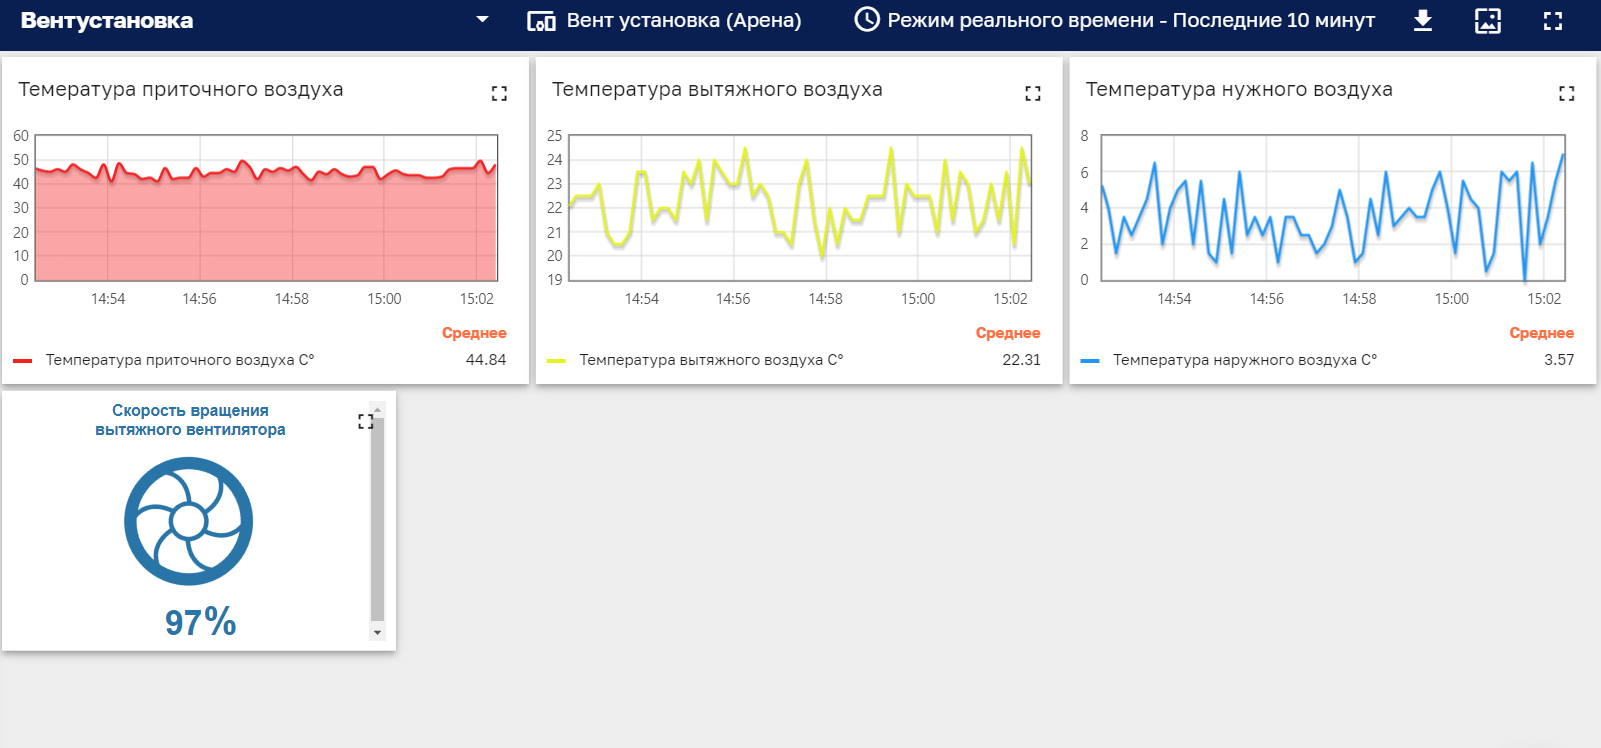 Вентустановка
Вент установка (Арена)
Режим реального времени - Последние 10 минут
Темература приточного воздуха
60
50
40
30
20
10
0
14:54 14:56 14:58 15:00 15:02
Среднее
Температура приточного воздуха C° 44.84
Температура вытяжного воздуха
25
24
23
22
21
20
19
14:54 14:56 14:58 15:00 15:02
Среднее
Температура вытяжного воздуха C° 22.31
Температура нужного воздуха
8
6
4
2
0
14:54 14:56 14:58 15:00 15:02
Среднее
Температура наружного воздуха C° 3.57
Скорость вращения
вытяжного вентилятора
97%